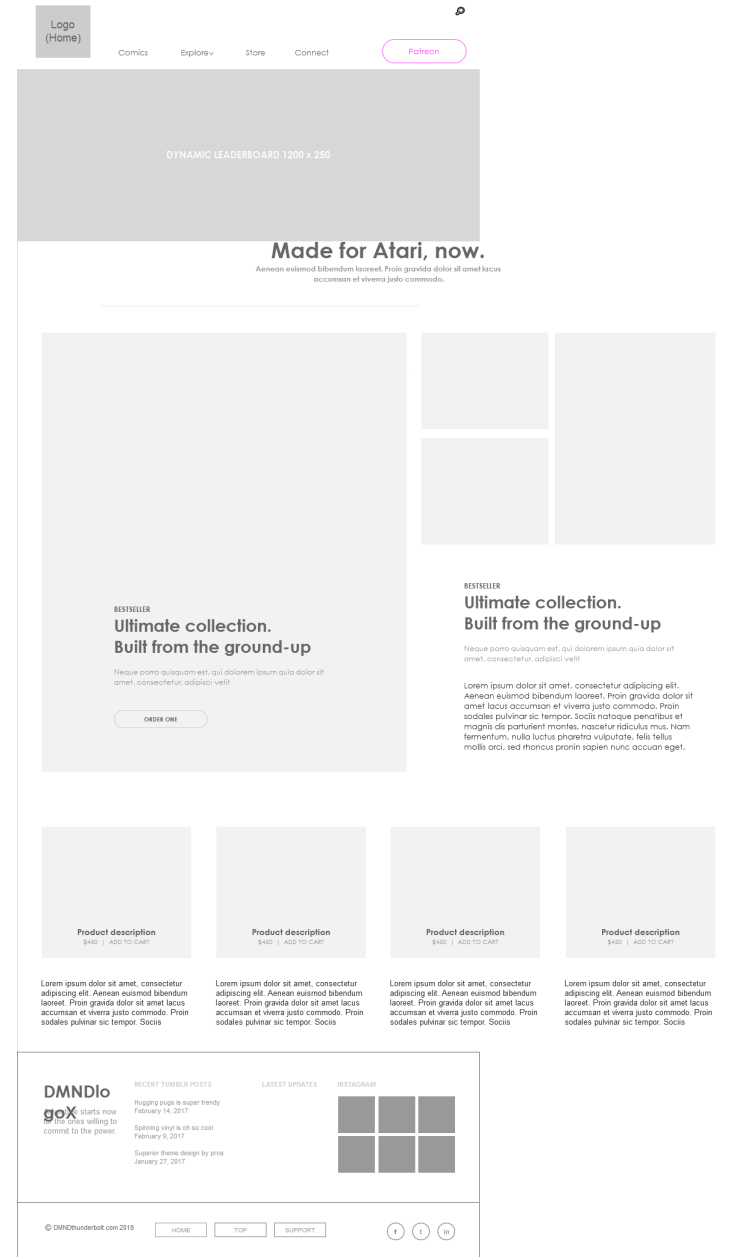 Logo
(Home)
Comics
Explore
Store
Connect
Patreon
DYNAMIC LEADERBOARD 1200 x 250
Made for Atari, now.
Aenean euismod bibendum laoreet. Proin gravida dolor sit amet lacus
accumsan et viverra justo commodo.
BESTSELLER
Ultimate collection.
Built from the ground-up
Neque porro quisquam est, qui dolorem ipsum quia dolor sit
amet, consectetur, adipisci velit
ORDER ONE
BESTSELLER
Ultimate collection.
Built from the ground-up
Neque porro quisquam est, qui dolorem ipsum quia dolor sit
amet, consectetur, adipisci velit
Lorem ipsum dolor sit amet, consectetur adipiscing elit.
Aenean euismod bibendum laoreet. Proin gravida dolor sit
amet lacus accumsan et viverra justo commodo. Proin
sodales pulvinar sic tempor. Sociis natoque penatibus et
magnis dis parturient montes, nascetur ridiculus mus. Nam
fermentum, nulla luctus pharetra vulputate, felis tellus
mollis orci, sed rhoncus pronin sapien nunc accuan eget.
Product description
$450 | ADD TO CART
Product description
$450 | ADD TO CART
Product description
$450 | ADD TO CART
Product description
$450 | ADD TO CART
Lorem ipsum dolor sit amet, consectetur
adipiscing elit. Aenean euismod bibendum
laoreet. Proin gravida dolor sit amet lacus
accumsan et viverra justo commodo. Proin
sodales pulvinar sic tempor. Sociis
Lorem ipsum dolor sit amet, consectetur
adipiscing elit. Aenean euismod bibendum
laoreet. Proin gravida dolor sit amet lacus
accumsan et viverra justo commodo. Proin
sodales pulvinar sic tempor. Sociis
Lorem ipsum dolor sit amet, consectetur
adipiscing elit. Aenean euismod bibendum
laoreet. Proin gravida dolor sit amet lacus
accumsan et viverra justo commodo. Proin
sodales pulvinar sic tempor. Sociis
Lorem ipsum dolor sit amet, consectetur
adipiscing elit. Aenean euismod bibendum
laoreet. Proin gravida dolor sit amet lacus
accumsan et viverra justo commodo. Proin
sodales pulvinar sic tempor. Sociis
DMNDlo
goX
starts now
for the ones willing to
commit to the power.
RECENT TUMBLR POSTS
Hugging pugs is super trendy
February 14, 2017
Spinning vinyl is oh so cool
February 9, 2017
Superior theme design by pros
January 27, 2017
LATEST UPDATES
INSTAGRAM
© DMNDthunderbolt.com 2018
HOME
TOP
SUPPORT
f
t
in